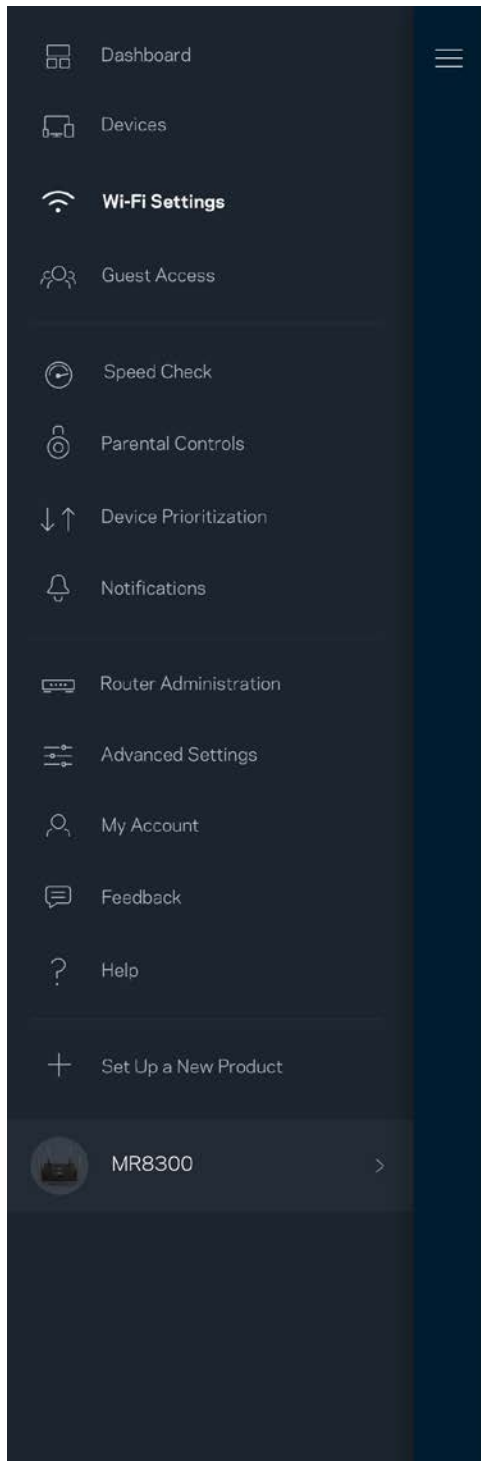 Dashboard
Devices
Wi-Fi Settings
Guest Access
Speed Check
Parental Controls
Device Prioritization
Notifications
Router Administration
Advanced Settings
My Account
Feedback
Help
Set Up a New Product
MR8300